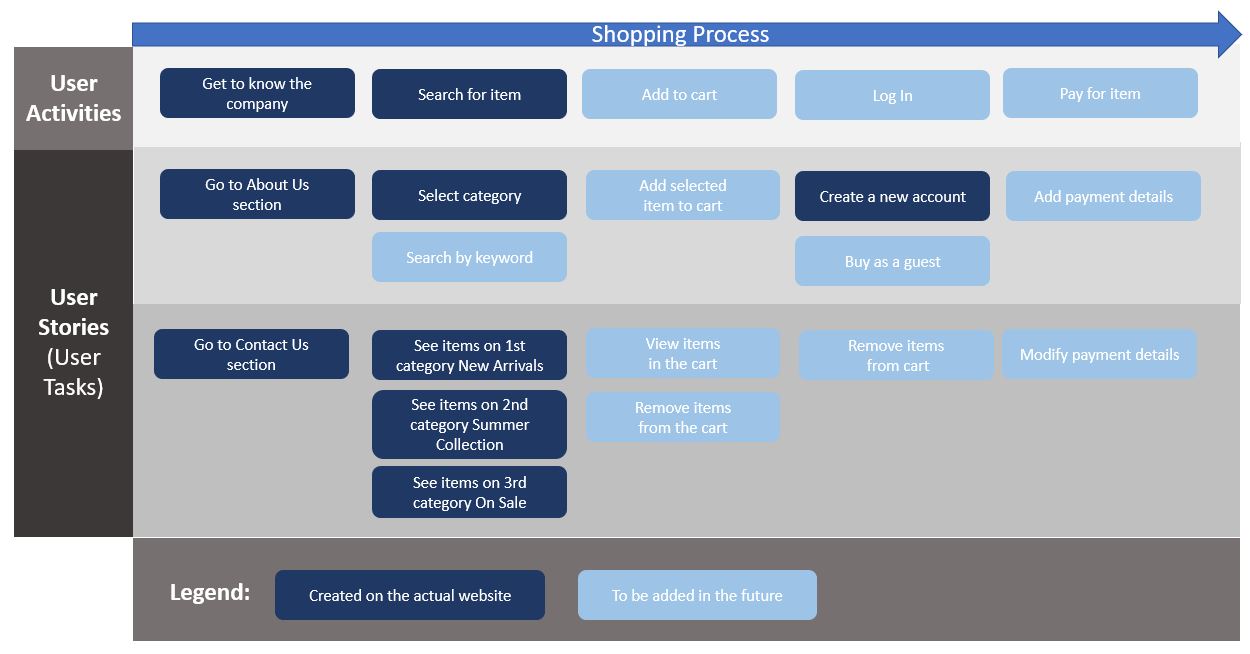 Shopping Process
User
Activities
Get to know the
company
Search for item
Add to cart
Log In
Pay for item
User
Stories
(User
Tasks)
Go to About Us
section
Select category
Add selected
item to cart
Create a new account
Add payment details
Search by keyword
Buy as a guest
Go to Contact Us
section
See items on 1st
category New Arrivals
View items
in the cart
Remove items
from cart
Modify payment details
See items on 2nd
category Summer
Collection
Remove items
from the cart
See items on 3rd
category On Sale
Legend:
Created on the actual website
To be added in the future